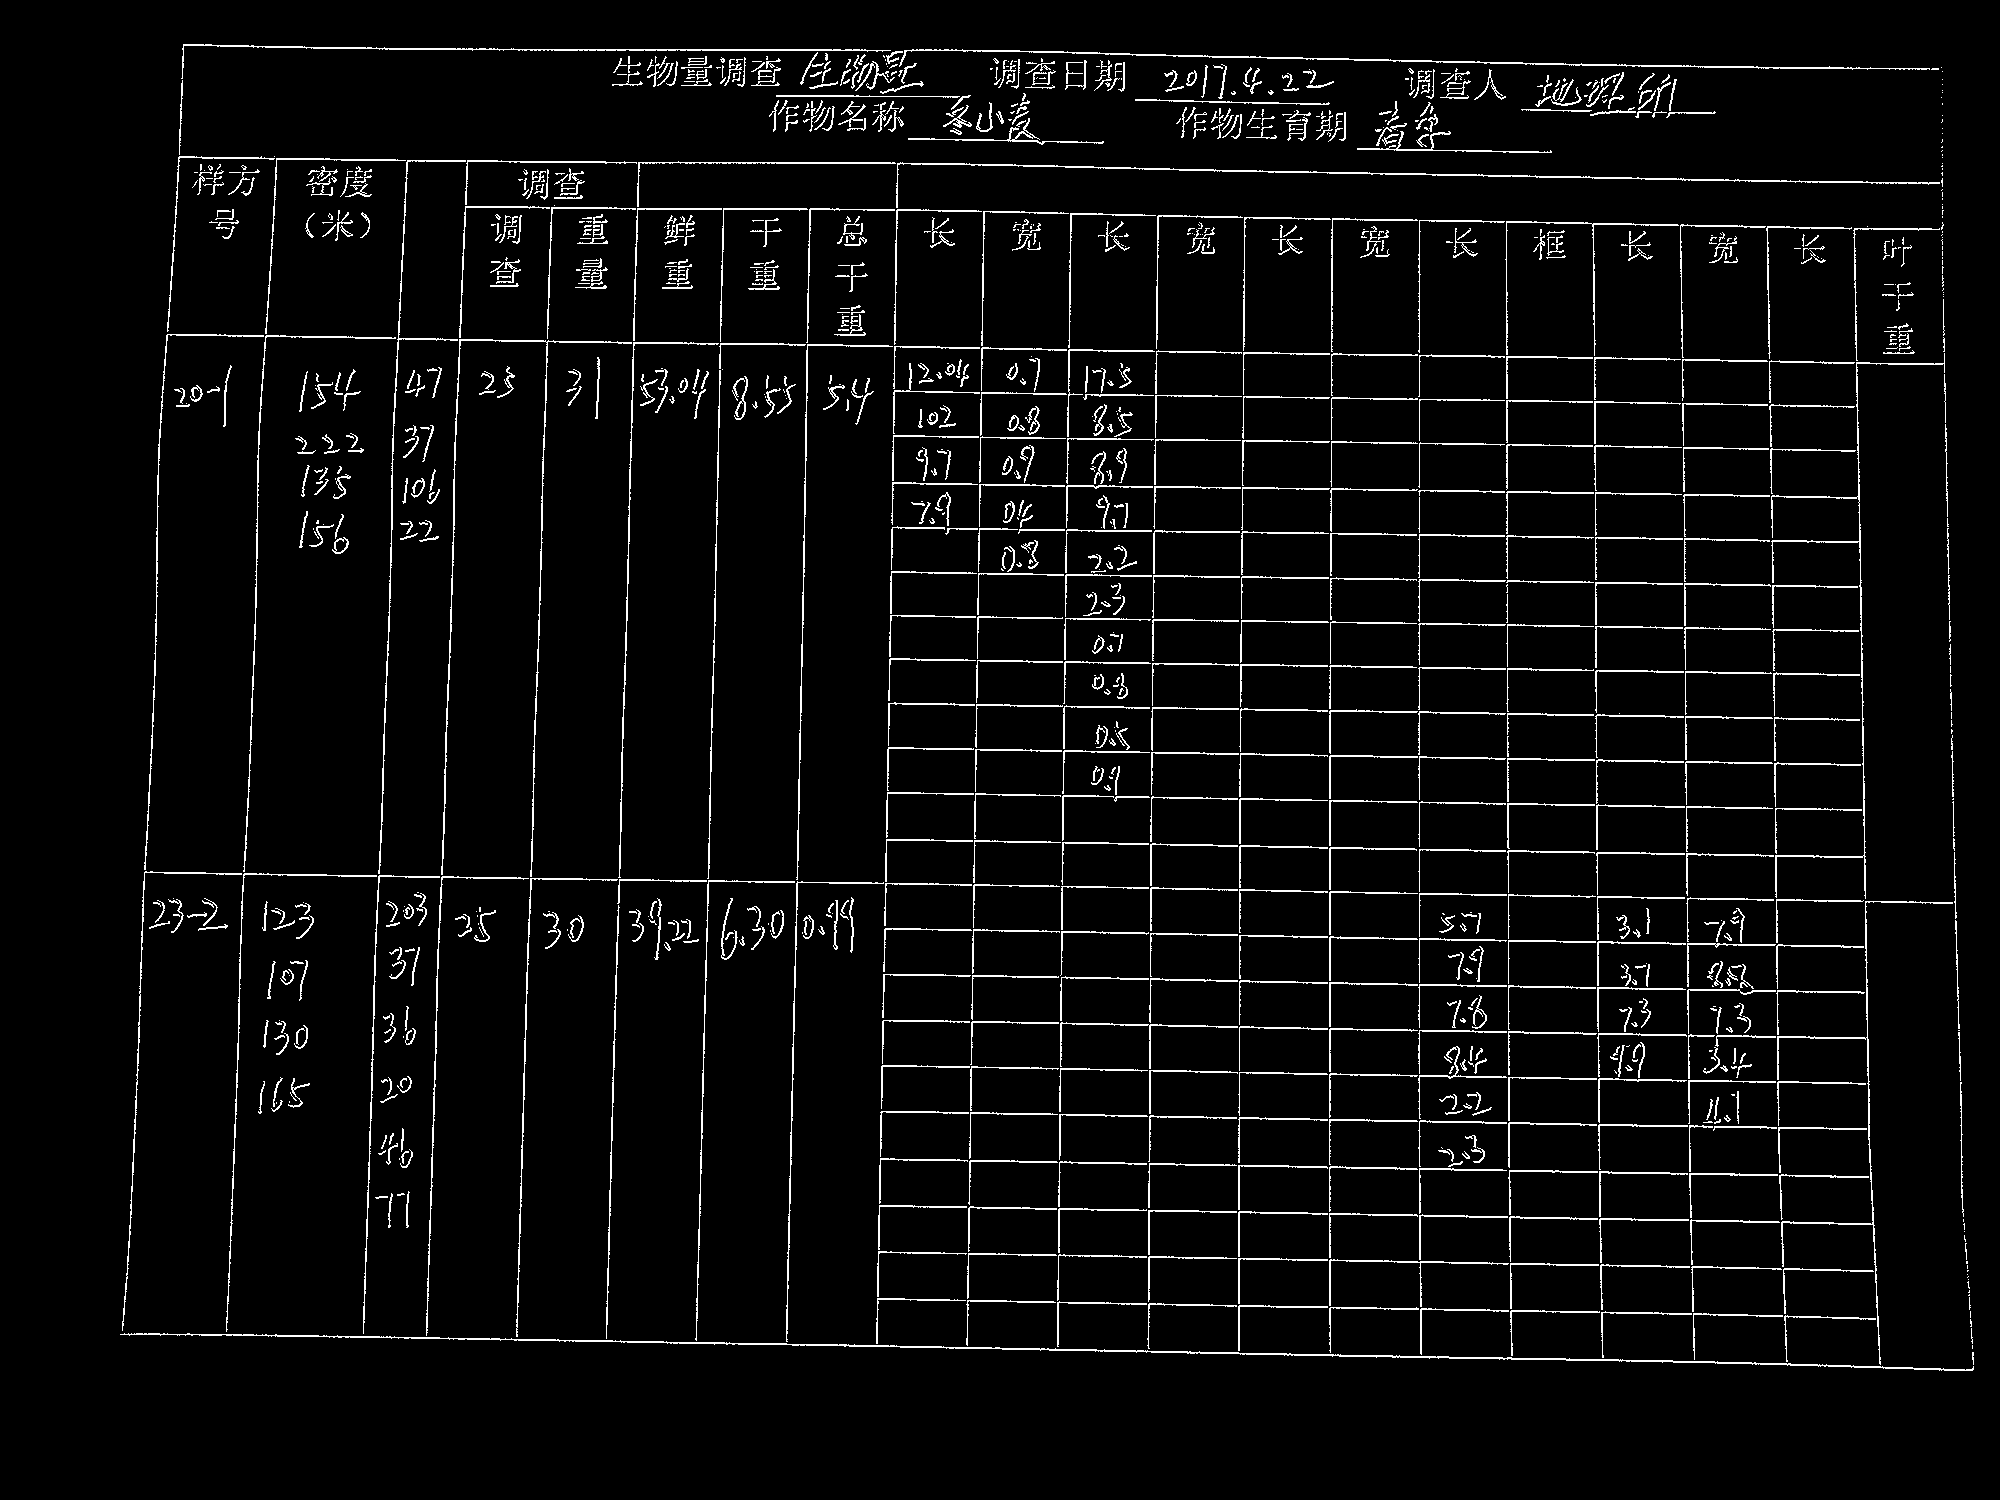 生物量调查 生物量 调查日期 2017.4.22 调查人 地理所
作物名称 冬小麦 作物生育期 春季
样方号 密度（米） 调查
调查 重量 鲜重 干重 总干重 长 宽 长 宽 长 宽 长 框 长 宽 长 叶干重
20-1 154 47 25 31 53.04 8.55 5.4 12.04 0.7 17.5
102 0.8 8.5
222 37 9.7 0.9 8.9
135 106 7.9 0.4 9.7
156 22 0.8 2.2
2.3
0.7
0.8
0.5
0.9
23-2 123 203 25 30 39.22 6.30 0.99 5.7 3.1 7.9
107 37 7.9 3.7 8.8
130 36 7.8 7.3 7.3
8.4 9.9 3.4
165 20 2.2 4.7
46 2.3
77